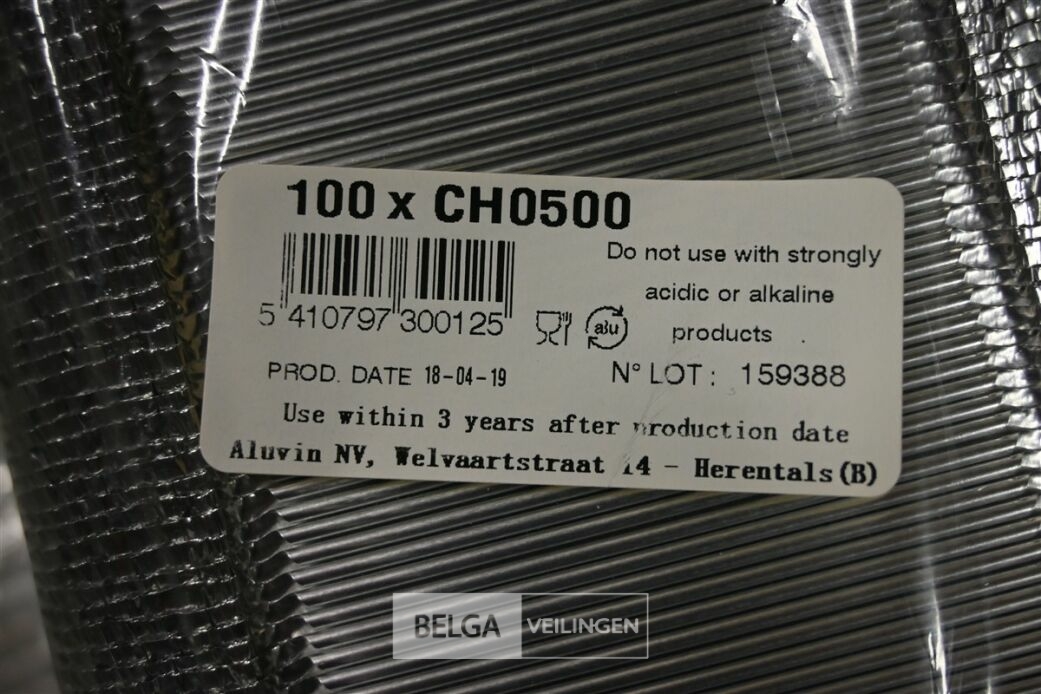 100 x CH0500
Do not use with strongly
acidic or alkaline
products
5 410797 300125
alu
PROD. DATE 18-04-19
N° LOT : 159388
Use within 3 years after production date
Aluvin NV, Welvaartstraat 14 - Herentals(B)
BELGA VEILINGEN